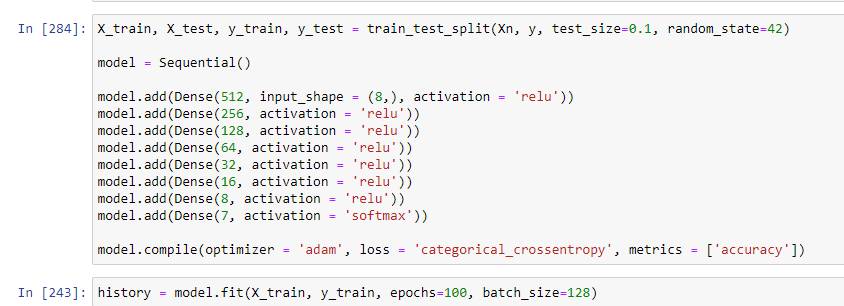 In [284]: X_train, X_test, y_train, y_test = train_test_split(Xn, y, test_size=0.1, random_state=42)
model = Sequential()
model.add(Dense(512, input_shape = (8,), activation = 'relu'))
model.add(Dense(256, activation = 'relu'))
model.add(Dense(128, activation = 'relu'))
model.add(Dense(64, activation = 'relu'))
model.add(Dense(32, activation = 'relu'))
model.add(Dense(16, activation = 'relu'))
model.add(Dense(8, activation = 'relu'))
model.add(Dense(7, activation = 'softmax'))
model.compile(optimizer = 'adam', loss = 'categorical_crossentropy', metrics = ['accuracy'])
In [243]: history = model.fit(X_train, y_train, epochs=100, batch_size=128)